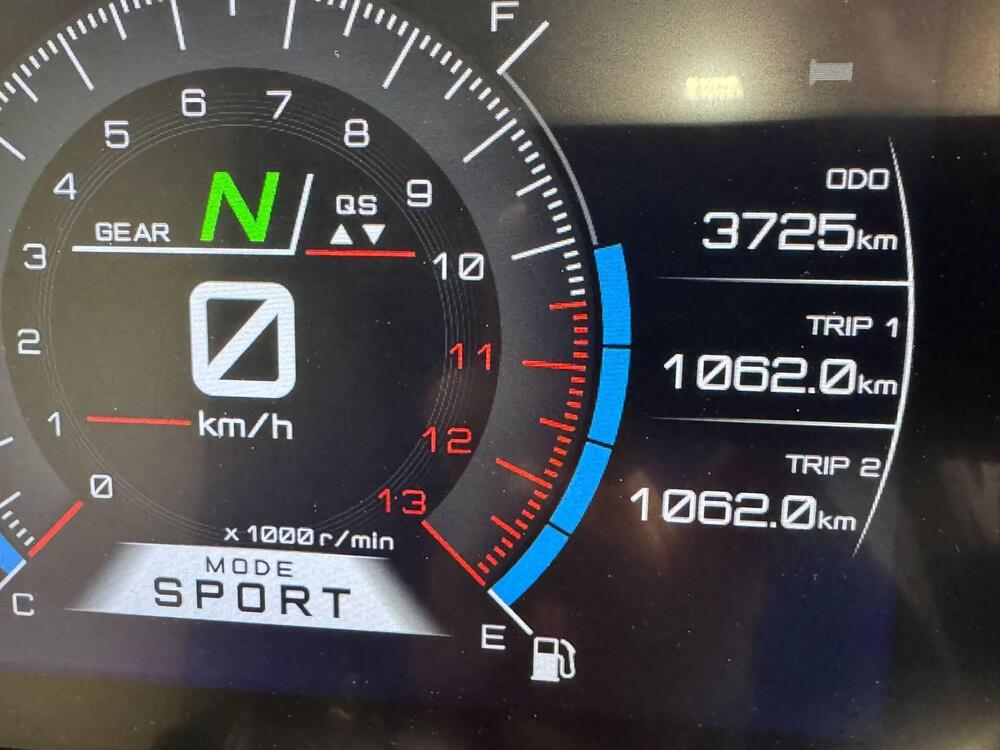 F
6 7
5 8
4 9
GEAR N QS ▲▼
3 10
0
km/h
2 11
1 12
0 13
x 1000 r/min
MODE
SPORT
C
E
ODO
3725km
TRIP 1
1062.0km
TRIP 2
1062.0km